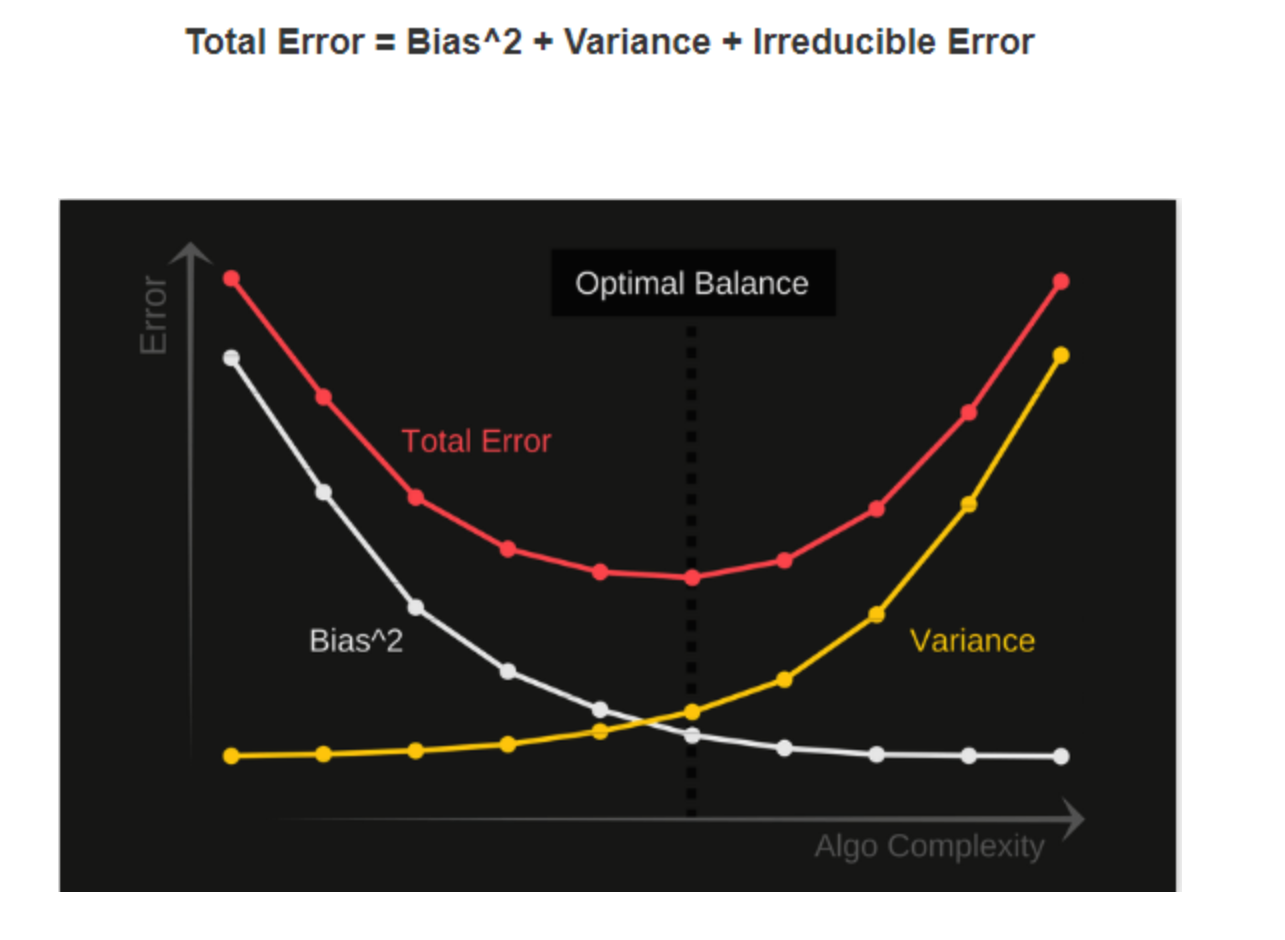 Total Error = Bias^2 + Variance + Irreducible Error
Optimal Balance
Error
Total Error
Bias^2
Variance
Algo Complexity